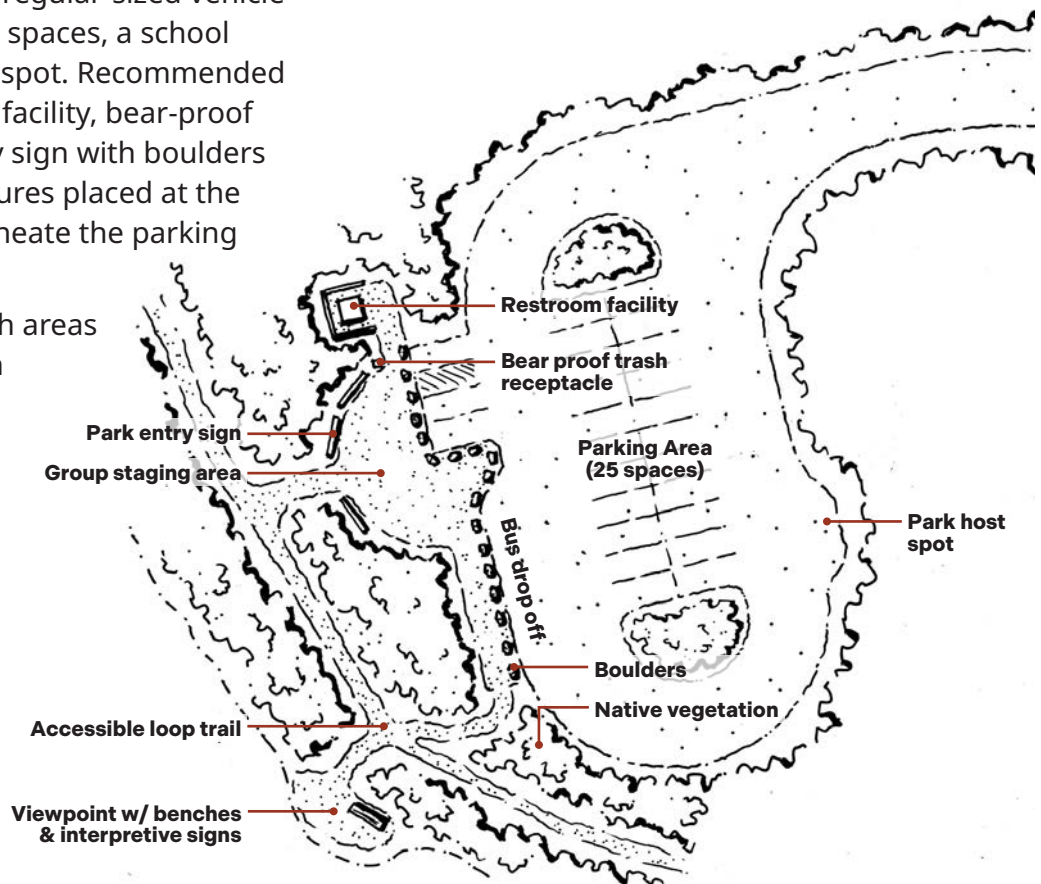 regular-sized vehicle
spaces, a school
spot. Recommended
facility, bear-proof
sign with boulders
placed at the
the parking
areas
Restroom facility
Bear proof trash
receptacle
Park entry sign
Group staging area
Parking Area
(25 spaces)
Park host
spot
Bus drop off
Boulders
Native vegetation
Accessible loop trail
Viewpoint w/ benches
& interpretive signs